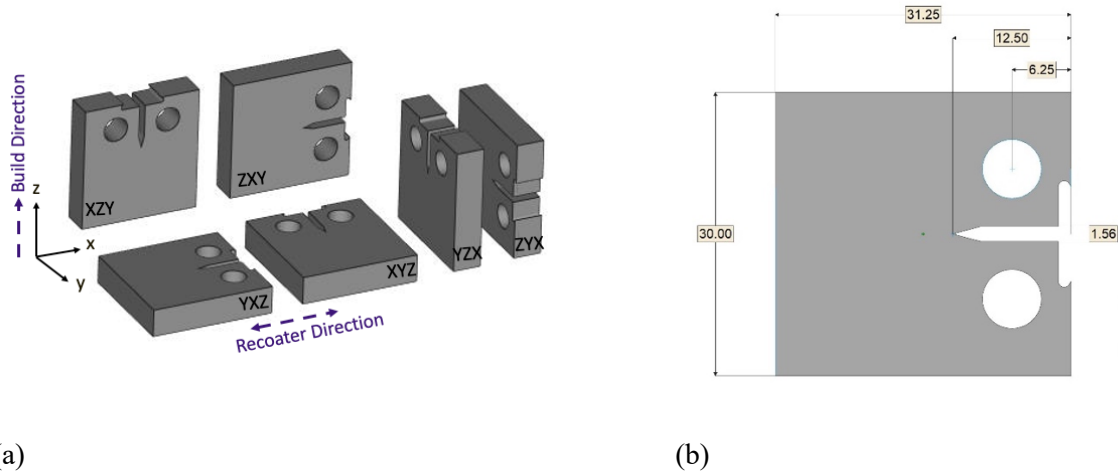 Build Direction
z
x
y
XZY
ZXY
YXZ
XYZ
YZX
ZYX
Recoater Direction
31.25
12.50
6.25
30.00
1.56
(a)
(b)